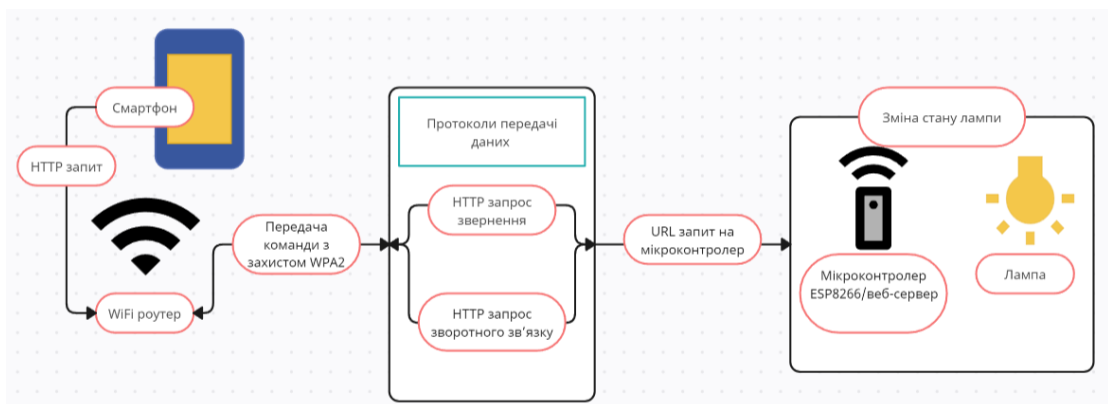 Смартфон
HTTP запит
WiFi роутер
Передача
команди з
захистом WPA2
Протоколи передачі
даних
HTTP запрос
звернення
HTTP запрос
зворотного зв’язку
URL запит на
мікроконтролер
Зміна стану лампи
Мікроконтролер
ESP8266/веб-сервер
Лампа